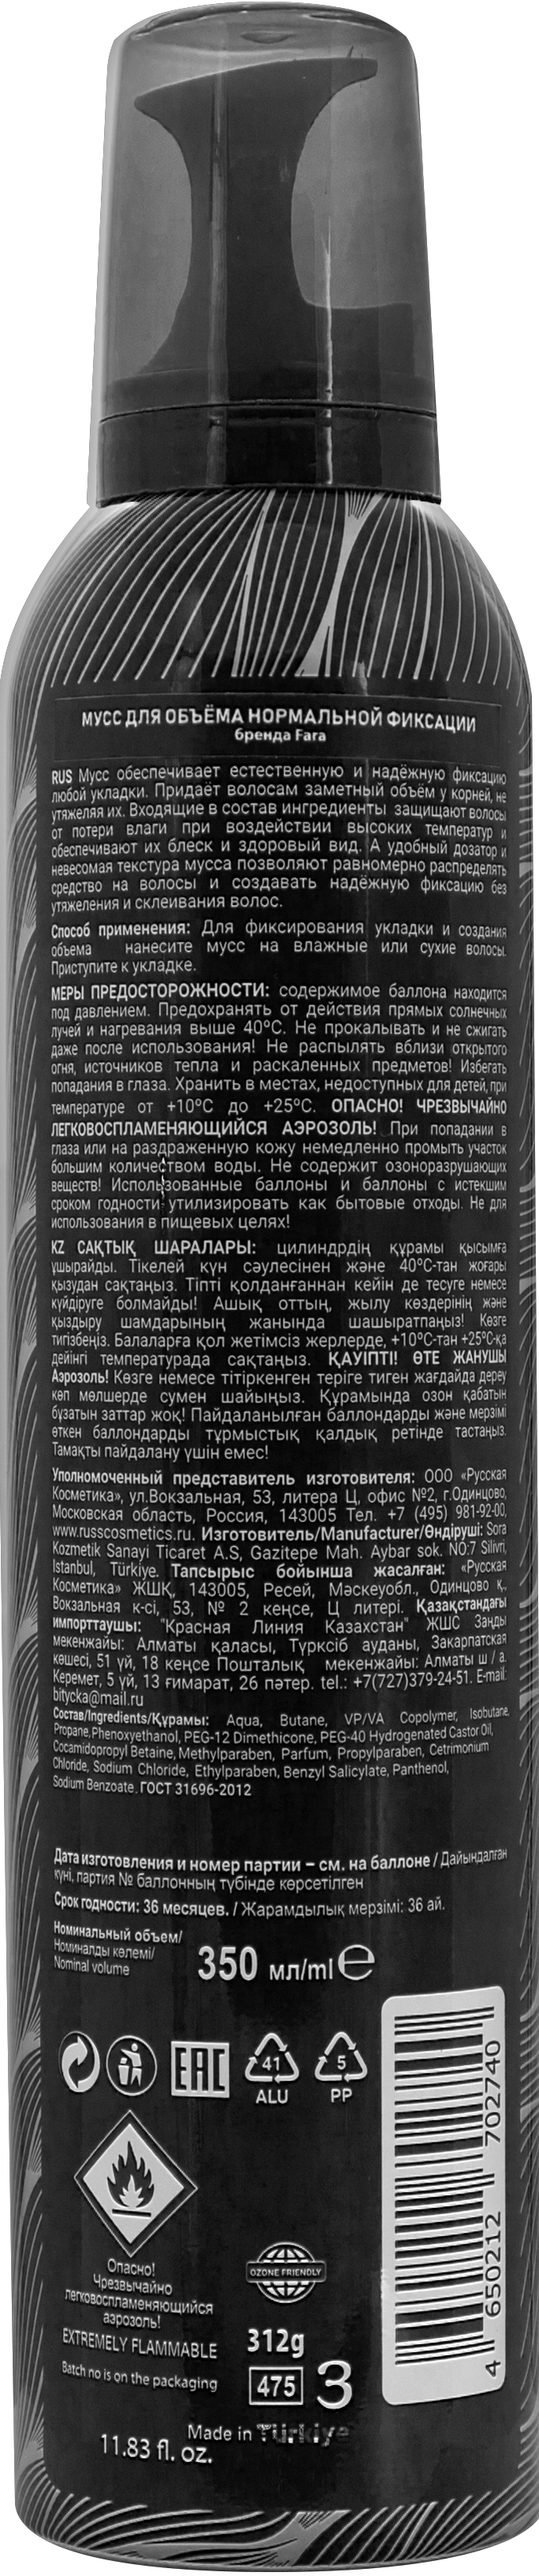 МУСС ДЛЯ ОБЪЁМА НОРМАЛЬНОЙ ФИКСАЦИИ
бренда Fara
RUS Мусс обеспечивает естественную и надёжную фиксацию
любой укладки. Придаёт волосам заметный объём у корней, не
утяжеляя их. Входящие в состав ингредиенты защищают волосы
от потери влаги при воздействии высоких температур и
обеспечивают их блеск и здоровый вид. А удобный дозатор и
невесомая текстура мусса позволяют равномерно распределять
средство на волосы и создавать надёжную фиксацию без
утяжеления и склеивания волос.
Способ применения: Для фиксирования укладки и создания
объема нанесите мусс на влажные или сухие волосы.
Приступите к укладке.
МЕРЫ ПРЕДОСТОРОЖНОСТИ: содержимое баллона находится
под давлением. Предохранять от действия прямых солнечных
лучей и нагревания выше 40°C. Не прокалывать и не сжигать
даже после использования! Не распылять вблизи открытого
огня, источников тепла и раскаленных предметов! Избегать
попадания в глаза. Хранить в местах, недоступных для детей, при
температуре от +10°C до +25°C. ОПАСНО! ЧРЕЗВЫЧАЙНО
ЛЕГКОВОСПЛАМЕНЯЮЩИЙСЯ АЭРОЗОЛЬ! При попадании в
глаза или на раздраженную кожу немедленно промыть участок
большим количеством воды. Не содержит озоноразрушающих
веществ! Использованные баллоны и баллоны с истекшим
сроком годности утилизировать как бытовые отходы. Не для
использования в пищевых целях!
KZ САҚТЫҚ ШАРАЛАРЫ: цилиндрдің құрамы қысымға
ұшырайды. Тікелей күн сәулесінен және 40°C-тан жоғары
қызудан сақтаңыз. Тіпті қолданғаннан кейін де тесуге немесе
күйдіруге болмайды! Ашық оттың, жылу көздерінің және
қыздыру шамдарының жанында шашыратпаңыз! Көзге
тигізбеңіз. Балаларға қол жетімсіз жерлерде, +10°C-тан +25°C-қа
дейінгі температурада сақтаңыз. ҚАУІПТІ! ӨТЕ ЖАНУШЫ
Аэрозоль! Көзге немесе тітіркенген теріге тиген жағдайда дереу
көп мөлшерде сумен шайыңыз. Құрамында озон қабатын
бұзатын заттар жоқ! Пайдаланылған баллондарды және мерзімі
өткен баллондарды тұрмыстық қалдық ретінде тастаңыз.
Тамақты пайдалану үшін емес!
Уполномоченный представитель изготовителя: ООО «Русская
Косметика», ул.Вокзальная, 53, литера Ц, офис №2, г.Одинцово,
Московская область, Россия, 143005 Тел. +7 (495) 981-92-00,
www.russcosmetics.ru. Изготовитель/Manufacturer/Өндіруші: Sora
Kozmetik Sanayi Ticaret A.S, Gazitepe Mah. Aybar sok. NO:7 Silivri,
Istanbul, Türkiye. Тапсырыс бойынша жасалған: «Русская
Косметика» ЖШҚ, 143005, Ресей, Мәскеуобл., Одинцово қ.,
Вокзальная к-сі, 53, № 2 кеңсе, Ц литері. Қазақстандағы
импорттаушы: "Красная Линия Казахстан" ЖШС Заңды
мекенжайы: Алматы қаласы, Түрксіб ауданы, Закарпатская
көшесі, 51 үй, 18 кеңсе Пошталық мекенжайы: Алматы ш / а,
Керемет, 5 үй, 13 ғимарат, 26 пәтер. tel.: +7(727)379-24-51. E-mail:
bitycka@mail.ru
Состав/Ingredients/Құрамы: Aqua, Butane, VP/VA Copolymer, Isobutane,
Propane, Phenoxyethanol, PEG-12 Dimethicone, PEG-40 Hydrogenated Castor Oil,
Cocamidopropyl Betaine, Methylparaben, Parfum, Propylparaben, Cetrimonium
Chloride, Sodium Chloride, Ethylparaben, Benzyl Salicylate, Panthenol,
Sodium Benzoate. ГОСТ 31696-2012
Дата изготовления и номер партии – см. на баллоне / Дайындалған
күні, партия № баллонның түбінде көрсетілген
Срок годности: 36 месяцев. / Жарамдылық мерзімі: 36 ай.
Номинальный объем/
Номиналды көлемі/
Nominal volume
350 мл/ml ℮
EAC
41
ALU
5
PP
Опасно!
Чрезвычайно
легковоспламеняющийся
аэрозоль!
EXTREMELY FLAMMABLE
Batch no is on the packaging
OZONE FRIENDLY
312g
475 3
Made in Türkiye
11.83 fl. oz.
4 650212 702740